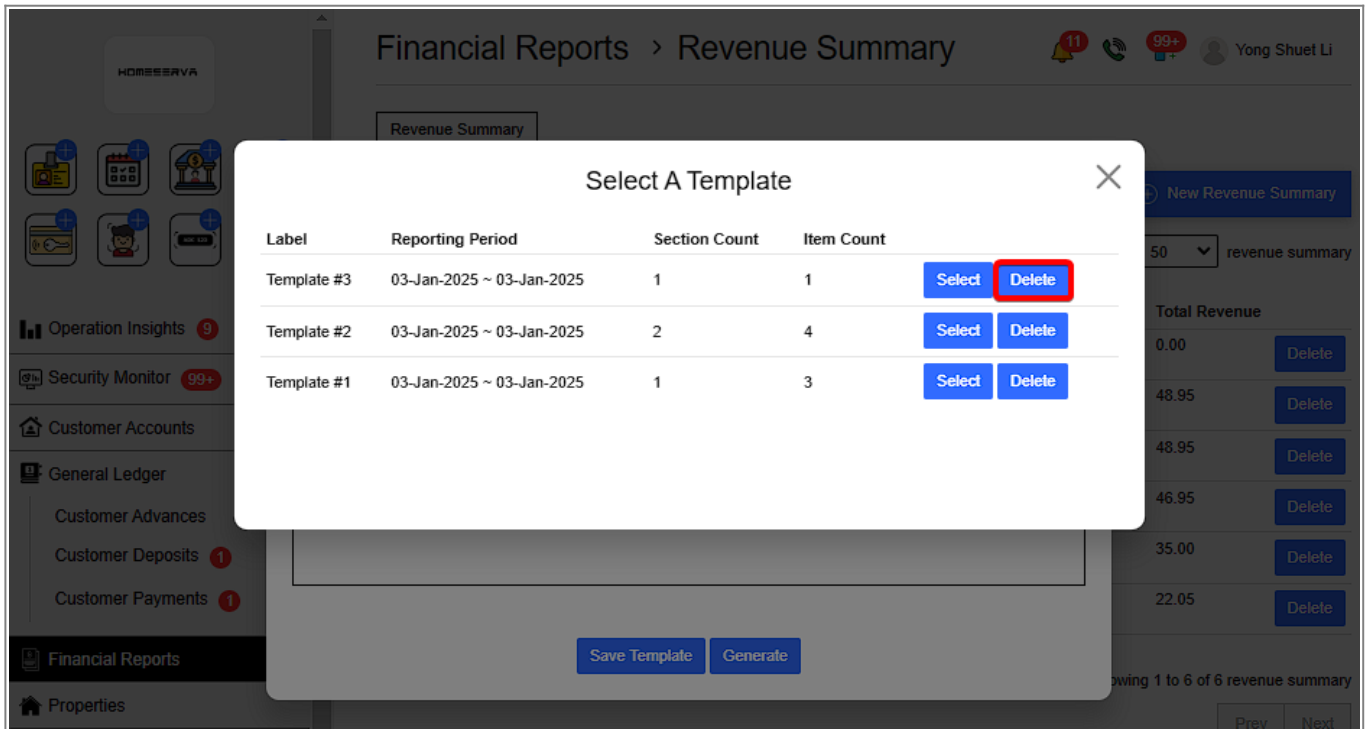 HOMESERVA
Financial Reports > Revenue Summary
11
99+
Yong Shuet Li
Revenue Summary
New Revenue Summary
50 revenue summary
Total Revenue
0.00 Delete
48.95 Delete
48.95 Delete
46.95 Delete
35.00 Delete
22.05 Delete
Select A Template
Label Reporting Period Section Count Item Count
Template #3 03-Jan-2025 ~ 03-Jan-2025 1 1 Select Delete
Template #2 03-Jan-2025 ~ 03-Jan-2025 2 4 Select Delete
Template #1 03-Jan-2025 ~ 03-Jan-2025 1 3 Select Delete
Operation Insights 9
Security Monitor 99+
Customer Accounts
General Ledger
Customer Advances
Customer Deposits 1
Customer Payments 1
Financial Reports
Properties
Save Template Generate
owing 1 to 6 of 6 revenue summary
Prev Next